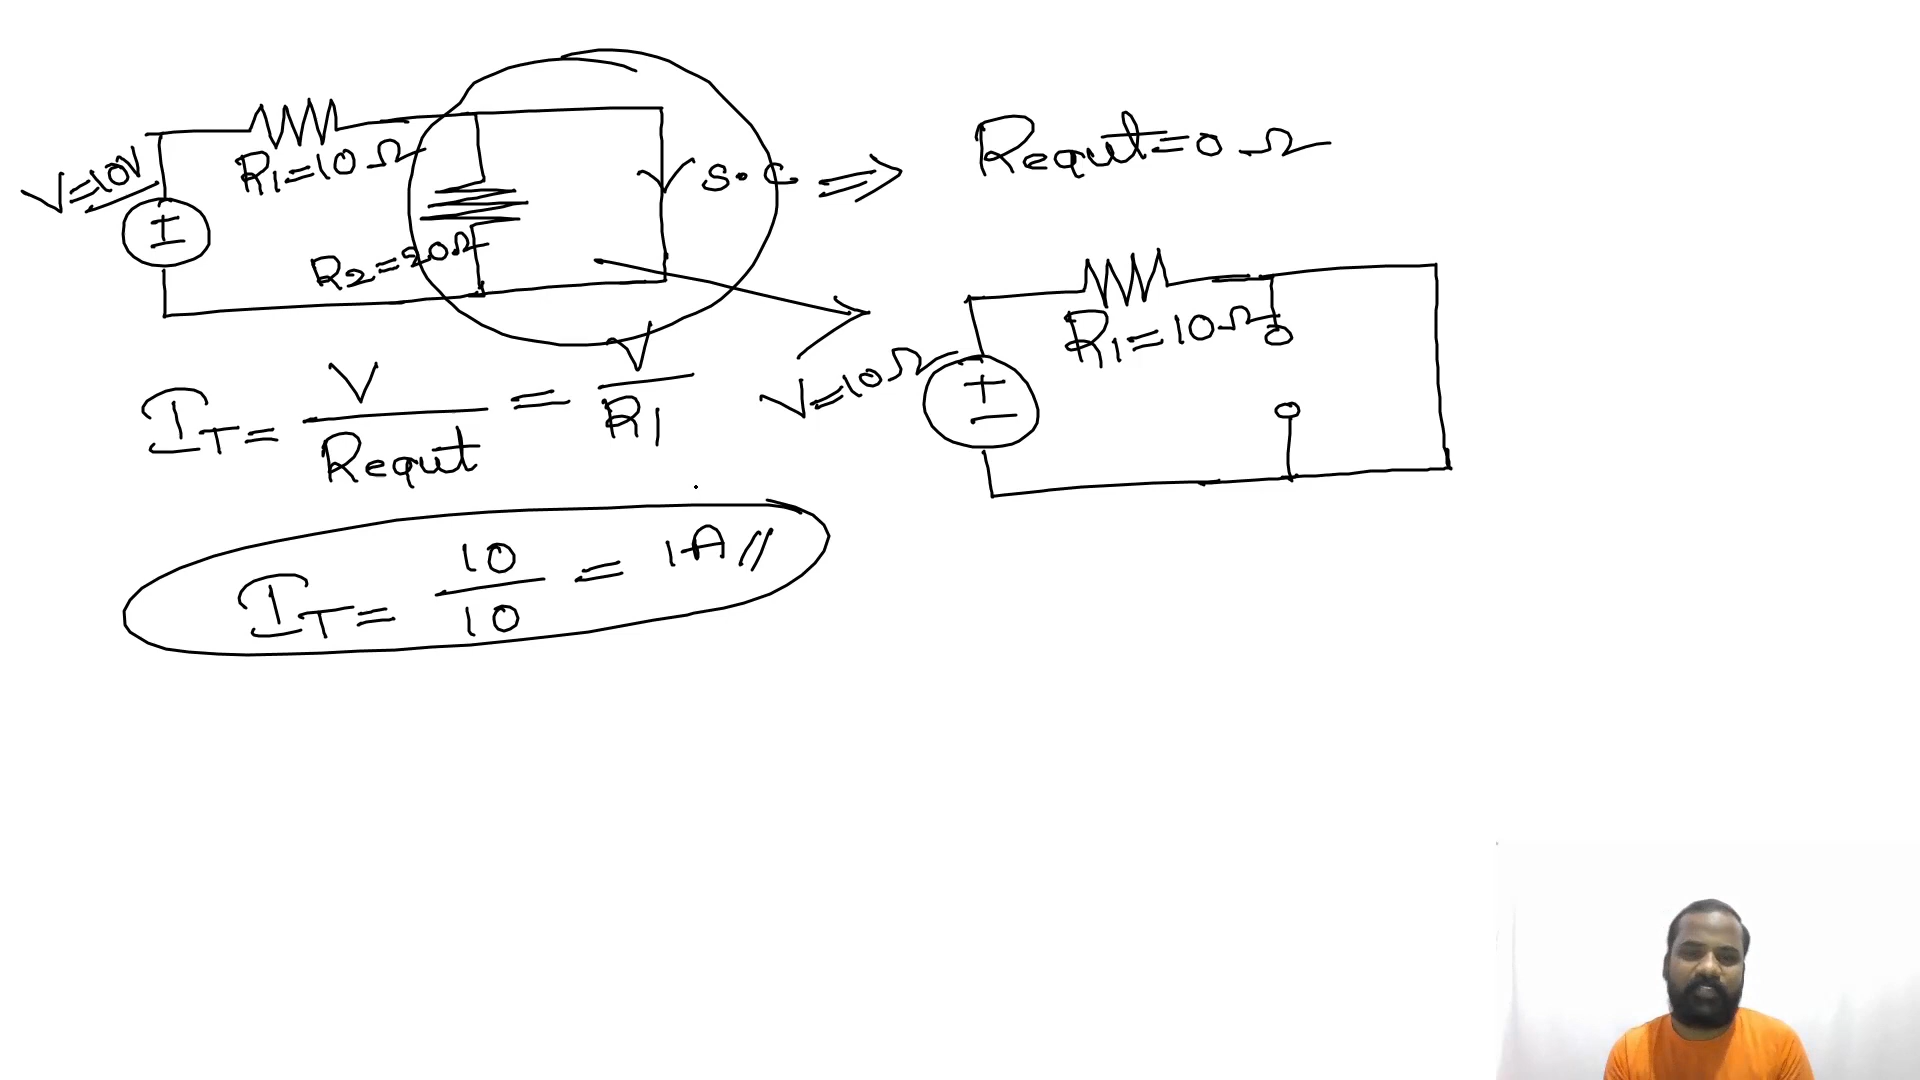 V=10V
R1=10Ω
S.C
⇒
Requt=0Ω
R2=20Ω
R1=10Ω
V=10Ω
IT= V/Requt = V/R1
IT= 10/10 = 1A//